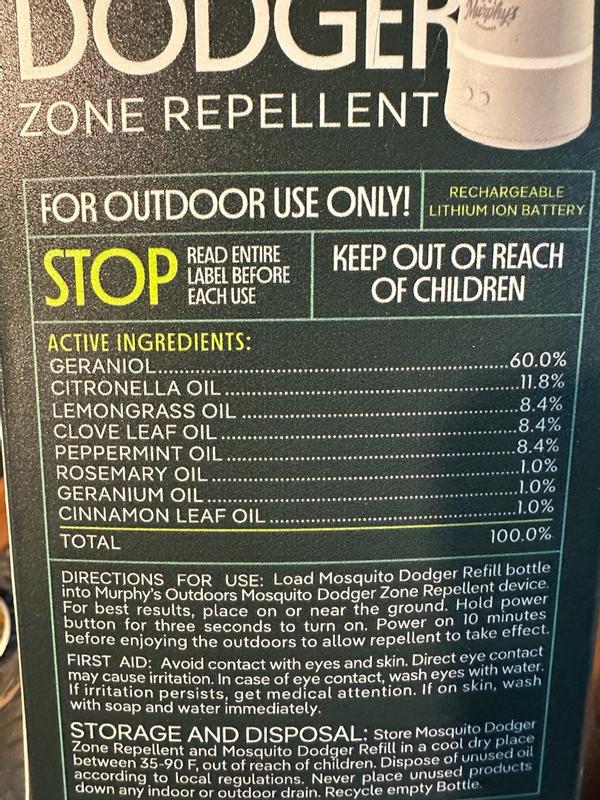 DODGER
Murphy's
ZONE REPELLENT
FOR OUTDOOR USE ONLY!
RECHARGEABLE
LITHIUM ION BATTERY
STOP
READ ENTIRE
LABEL BEFORE
EACH USE
KEEP OUT OF REACH
OF CHILDREN
ACTIVE INGREDIENTS:
GERANIOL....................60.0%
CITRONELLA OIL....................11.8%
LEMONGRASS OIL....................8.4%
CLOVE LEAF OIL....................8.4%
PEPPERMINT OIL....................8.4%
ROSEMARY OIL....................1.0%
GERANIUM OIL....................1.0%
CINNAMON LEAF OIL....................1.0%
TOTAL 100.0%
DIRECTIONS FOR USE: Load Mosquito Dodger Refill bottle
into Murphy's Outdoors Mosquito Dodger Zone Repellent device.
For best results, place on or near the ground. Hold power
button for three seconds to turn on. Power on 10 minutes
before enjoying the outdoors to allow repellent to take effect.
FIRST AID: Avoid contact with eyes and skin. Direct eye contact
may cause irritation. In case of eye contact, wash eyes with water.
If irritation persists, get medical attention. If on skin, wash
with soap and water immediately.
STORAGE AND DISPOSAL: Store Mosquito Dodger
Zone Repellent and Mosquito Dodger Refill in a cool dry place
between 35-90 F, out of reach of children. Dispose of unused oil
according to local regulations. Never place unused products
down any indoor or outdoor drain. Recycle empty Bottle.